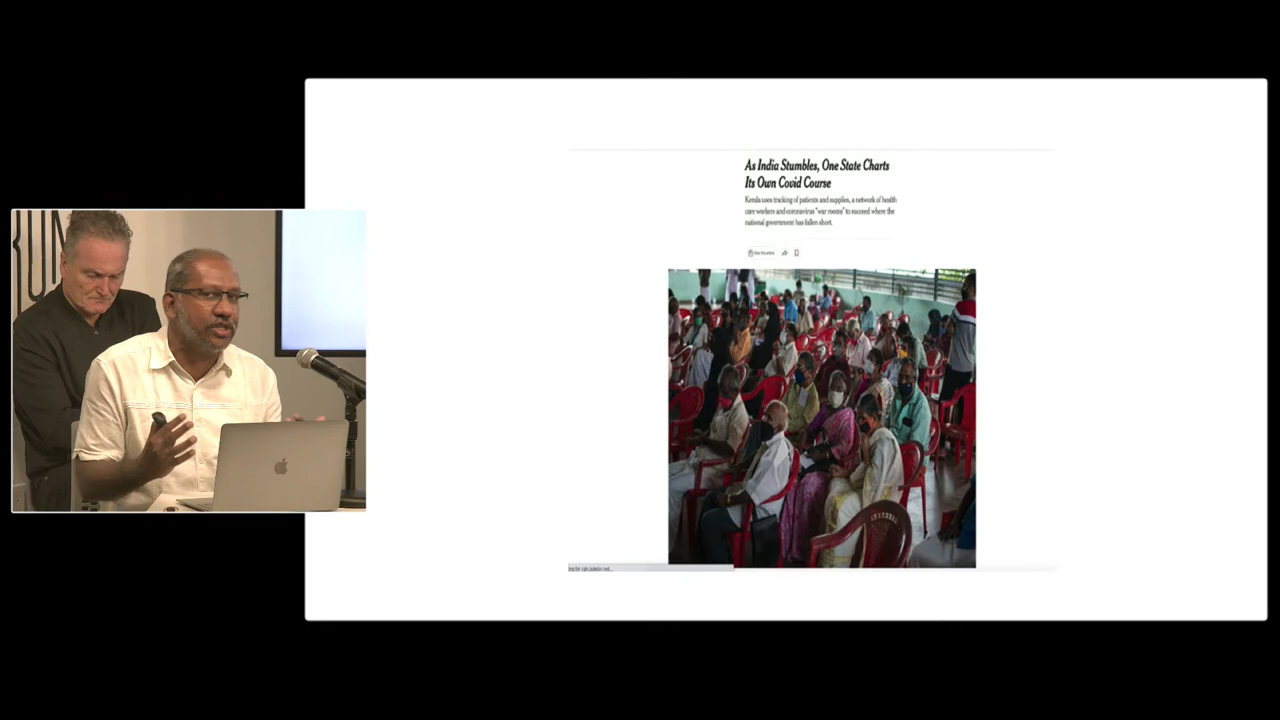 As India Stumbles, One State Charts
Its Own Covid Course
Kerala uses tracking of patients and supplies, a network of health
care workers and coronavirus “war rooms” to succeed where the
national government has fallen short.